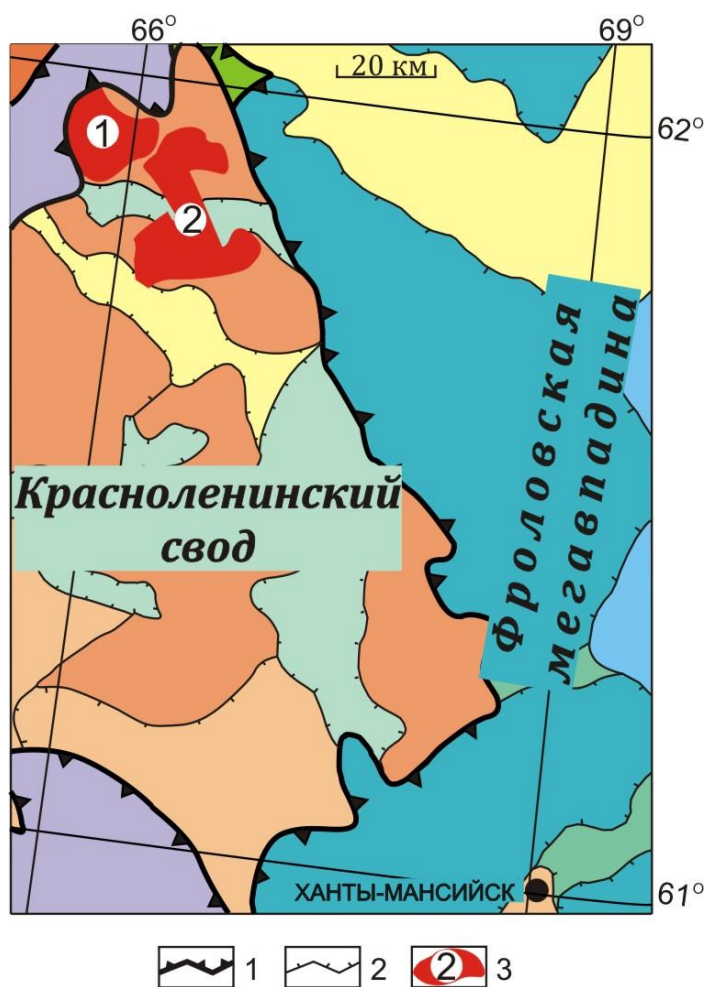 66°
69°
20 км
62°
1
2
Фроловская
мегавпадина
Красноленинский
свод
ХАНТЫ-МАНСИЙСК
61°
1
2
2
3